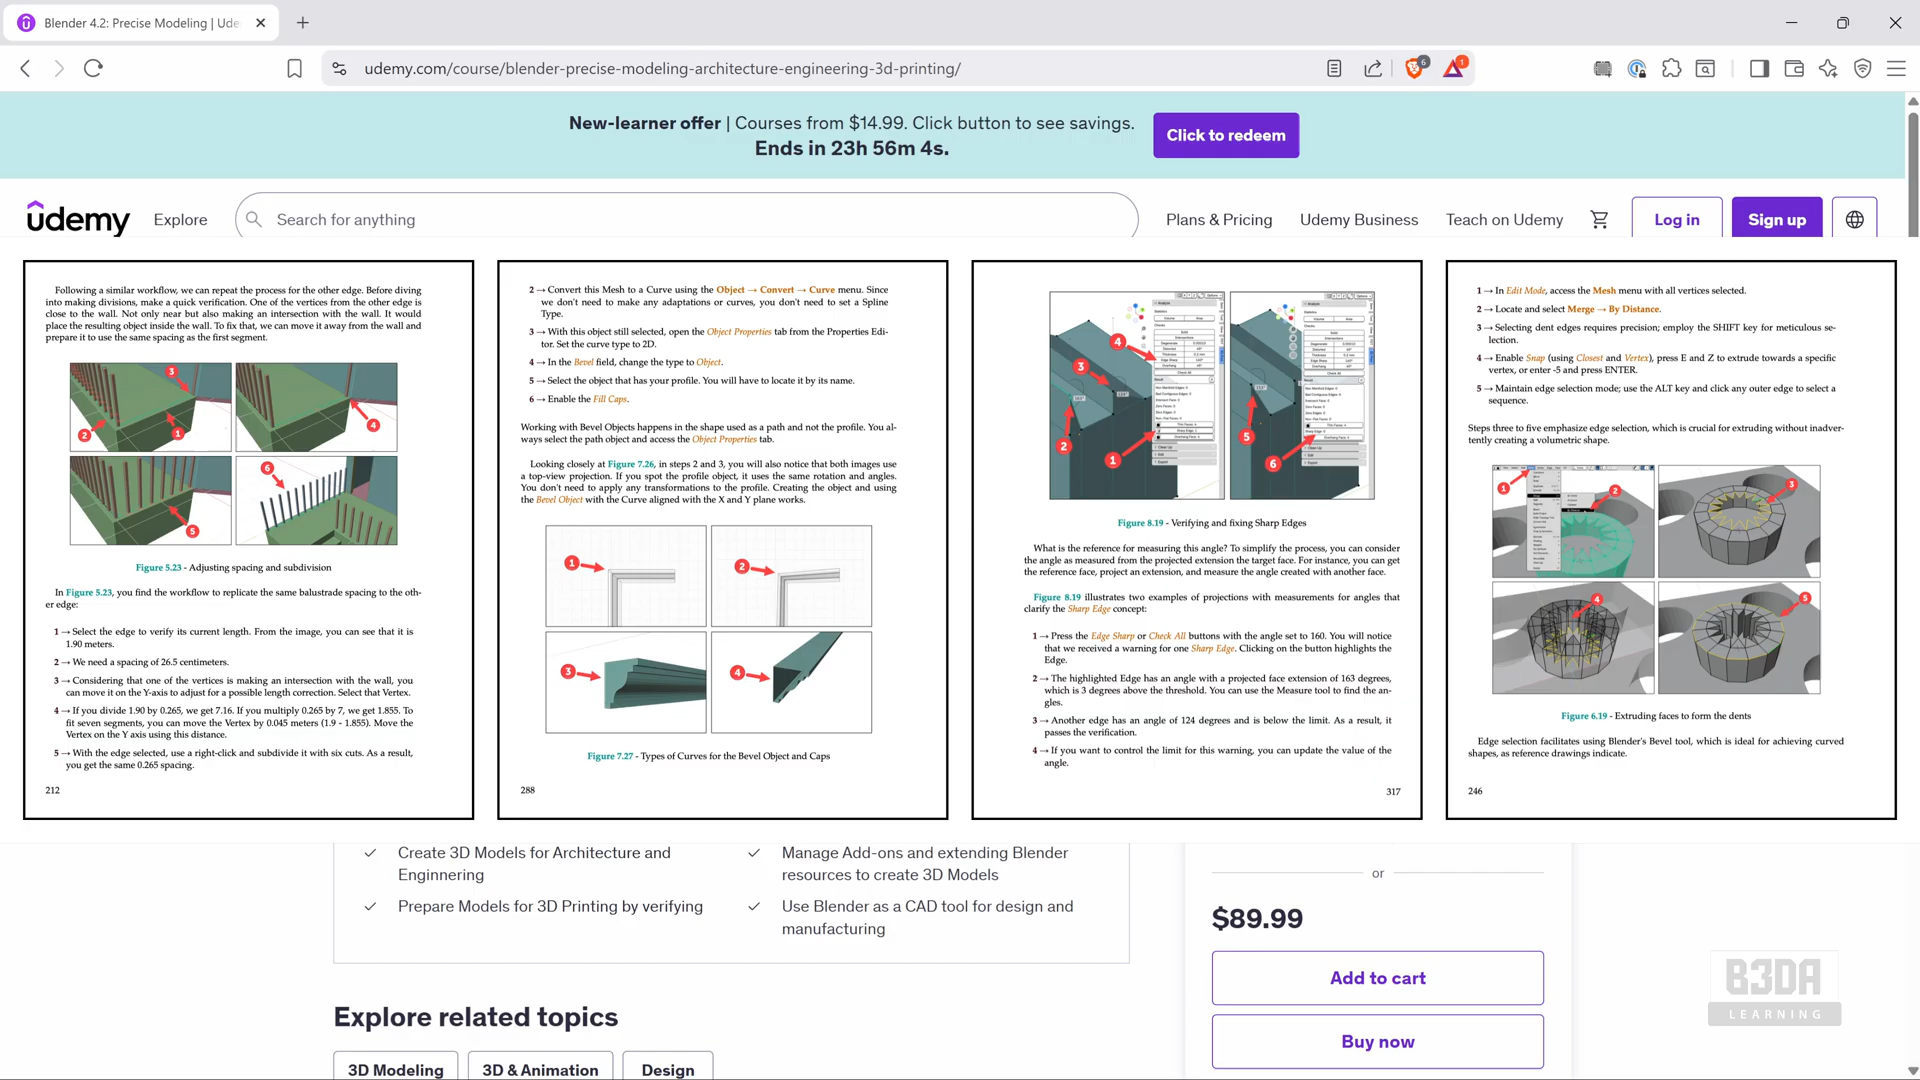 Blender 4.2: Precise Modeling | Ude
udemy.com/course/blender-precise-modeling-architecture-engineering-3d-printing/
6
1
New-learner offer | Courses from $14.99. Click button to see savings.
Ends in 23h 56m 4s.
Click to redeem
udemy
Explore
Search for anything
Plans & Pricing
Udemy Business
Teach on Udemy
Log in
Sign up
Following a similar workflow, we can repeat the process for the other edge. Before diving
into making divisions, make a quick verification. One of the vertices from the other edge is
close to the wall. Not only near but also making an intersection with the wall. It would
place the resulting object inside the wall. To fix that, we can move it away from the wall and
prepare it to use the same spacing as the first segment.
3
2
1
4
5
6
Figure 5.23 - Adjusting spacing and subdivision
In Figure 5.23, you find the workflow to replicate the same balustrade spacing to the oth-
er edge:
1 → Select the edge to verify its current length. From the image, you can see that it is
1.90 meters.
2 → We need a spacing of 26.5 centimeters.
3 → Considering that one of the vertices is making an intersection with the wall, you
can move it on the Y-axis to adjust for a possible length correction. Select that Vertex.
4 → If you divide 1.90 by 0.265, we get 7.16. If you multiply 0.265 by 7, we get 1.855. To
fit seven segments, you can move the Vertex by 0.045 meters (1.9 - 1.855). Move the
Vertex on the Y axis using this distance.
5 → With the edge selected, use a right-click and subdivide it with six cuts. As a result,
you get the same 0.265 spacing.
212
2 → Convert this Mesh to a Curve using the Object → Convert → Curve menu. Since
we don't need to make any adaptations or curves, you don't need to set a Spline
Type.
3 → With this object still selected, open the Object Properties tab from the Properties Edi-
tor. Set the curve type to 2D.
4 → In the Bevel field, change the type to Object.
5 → Select the object that has your profile. You will have to locate it by its name.
6 → Enable the Fill Caps.
Working with Bevel Objects happens in the shape used as a path and not the profile. You al-
ways select the path object and access the Object Properties tab.
Looking closely at Figure 7.26, in steps 2 and 3, you will also notice that both images use
a top-view projection. If you spot the profile object, it uses the same rotation and angles.
You don't need to apply any transformations to the profile. Creating the object and using
the Bevel Object with the Curve aligned with the X and Y plane works.
1
2
3
4
Figure 7.27 - Types of Curves for the Bevel Object and Caps
288
4
3
2
1
5
6
Figure 8.19 - Verifying and fixing Sharp Edges
What is the reference for measuring this angle? To simplify the process, you can consider
the angle as measured from the projected extension the target face. For instance, you can get
the reference face, project an extension, and measure the angle created with another face.
Figure 8.19 illustrates two examples of projections with measurements for angles that
clarify the Sharp Edge concept:
1 → Press the Edge Sharp or Check All buttons with the angle set to 160. You will notice
that we received a warning for one Sharp Edge. Clicking on the button highlights the
Edge.
2 → The highlighted Edge has an angle with a projected face extension of 163 degrees,
which is 3 degrees above the threshold. You can use the Measure tool to find the an-
gles.
3 → Another edge has an angle of 124 degrees and is below the limit. As a result, it
passes the verification.
4 → If you want to control the limit for this warning, you can update the value of the
angle.
317
1 → In Edit Mode, access the Mesh menu with all vertices selected.
2 → Locate and select Merge → By Distance.
3 → Selecting dent edges requires precision; employ the SHIFT key for meticulous se-
lection.
4 → Enable Snap (using Closest and Vertex), press E and Z to extrude towards a specific
vertex, or enter -5 and press ENTER.
5 → Maintain edge selection mode; use the ALT key and click any outer edge to select a
sequence.
Steps three to five emphasize edge selection, which is crucial for extruding without inadver-
tently creating a volumetric shape.
1
2
3
4
5
Figure 6.19 - Extruding faces to form the dents
Edge selection facilitates using Blender's Bevel tool, which is ideal for achieving curved
shapes, as reference drawings indicate.
246
Create 3D Models for Architecture and
Enginnering
Manage Add-ons and extending Blender
resources to create 3D Models
Prepare Models for 3D Printing by verifying
Use Blender as a CAD tool for design and
manufacturing
or
$89.99
Add to cart
Buy now
Explore related topics
3D Modeling
3D & Animation
Design
B3DA
LEARNING